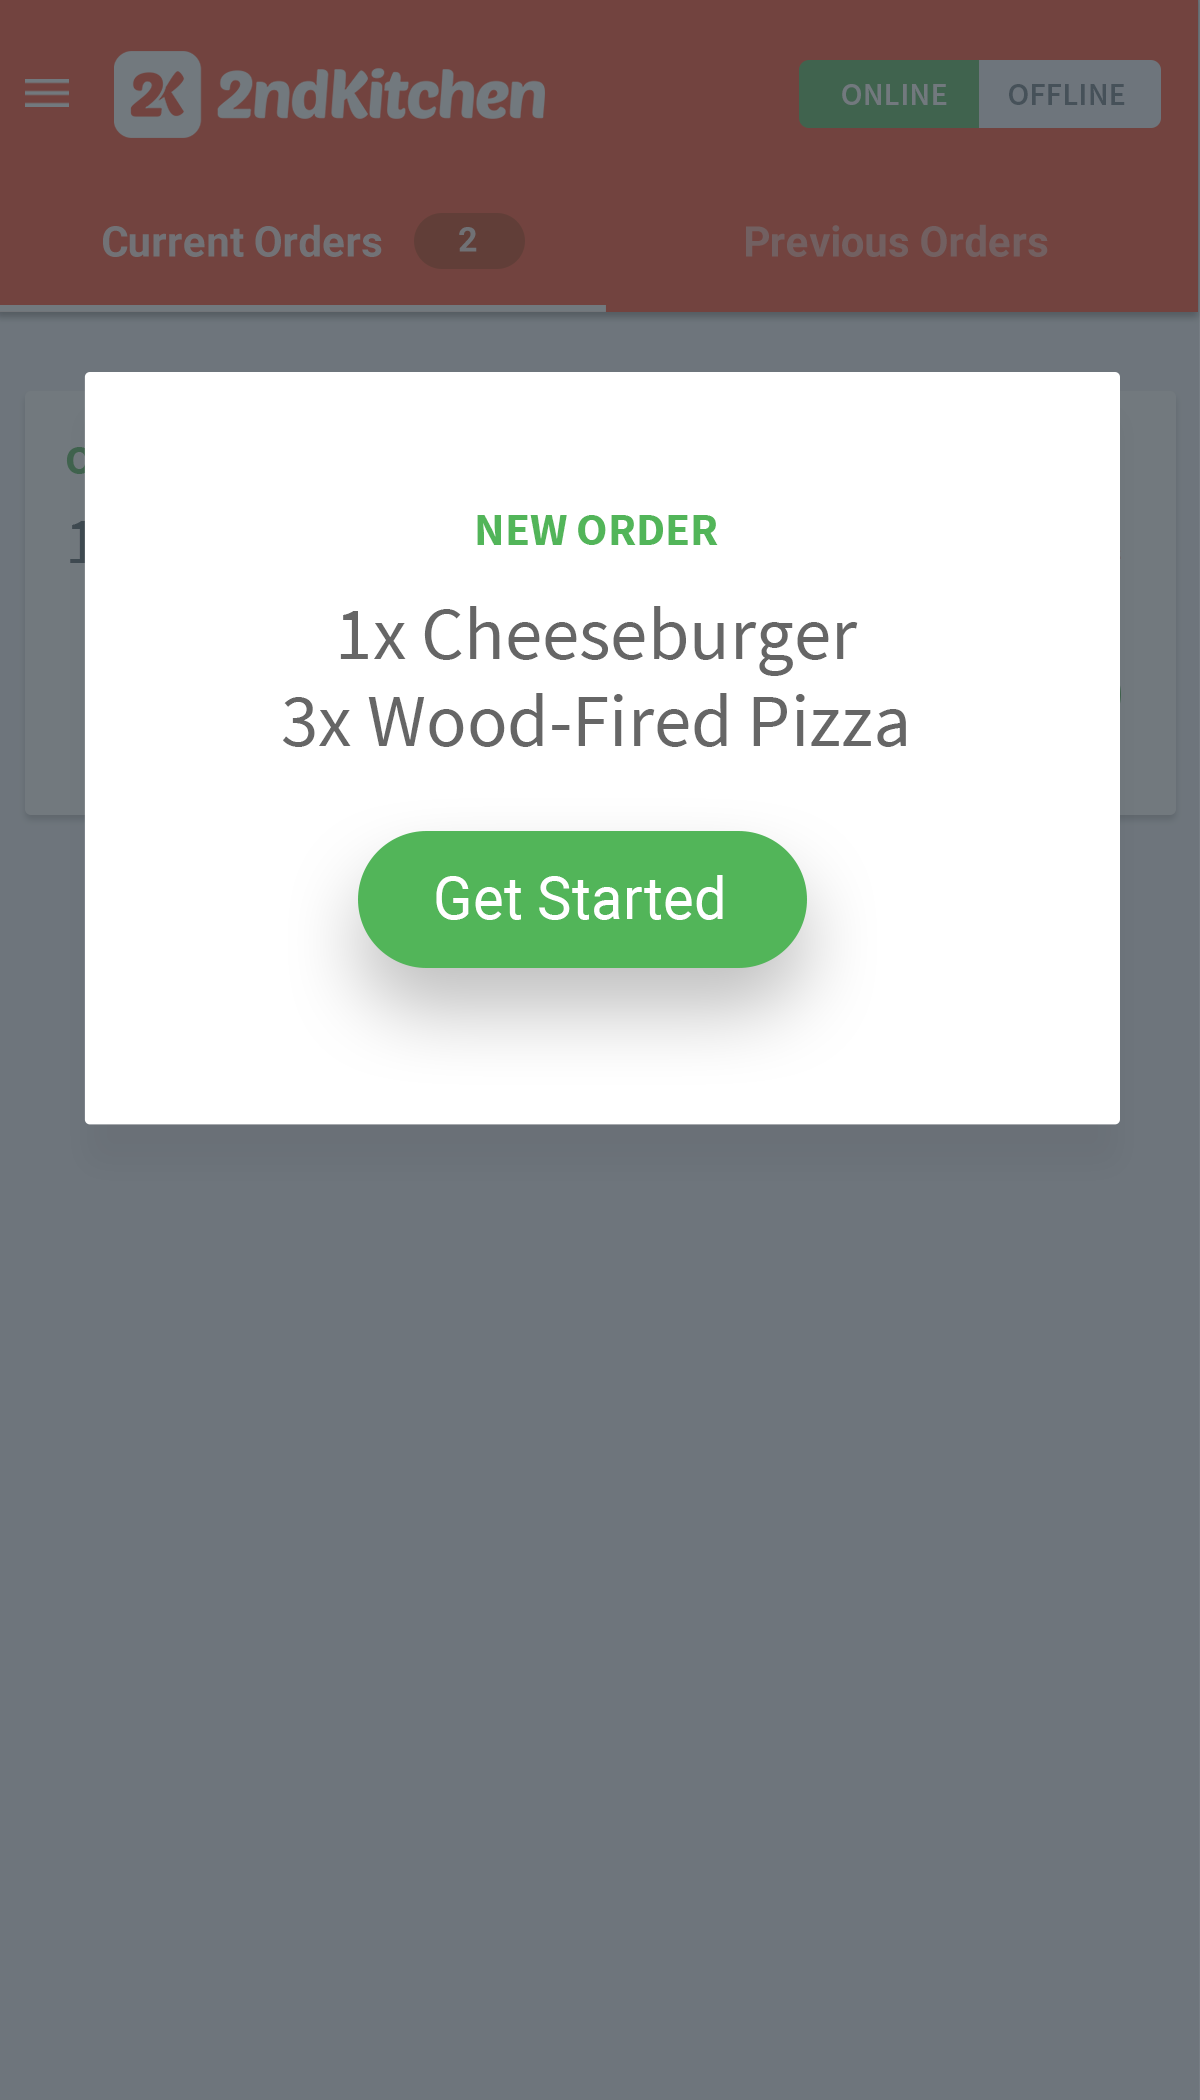 2K 2ndKitchen
ONLINE OFFLINE
Current Orders 2 Previous Orders
NEW ORDER
1x Cheeseburger
3x Wood-Fired Pizza
Get Started